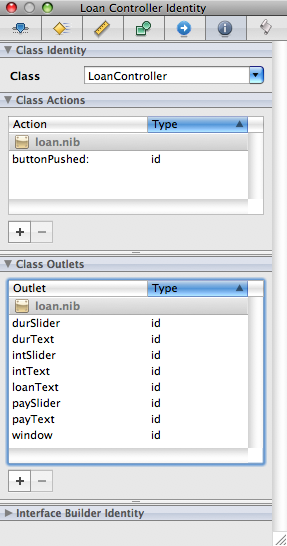 Loan Controller Identity
Class Identity
Class LoanController
Class Actions
Action Type
loan.nib
buttonPushed: id
Class Outlets
Outlet Type
loan.nib
durSlider id
durText id
intSlider id
intText id
loanText id
paySlider id
payText id
window id
Interface Builder Identity